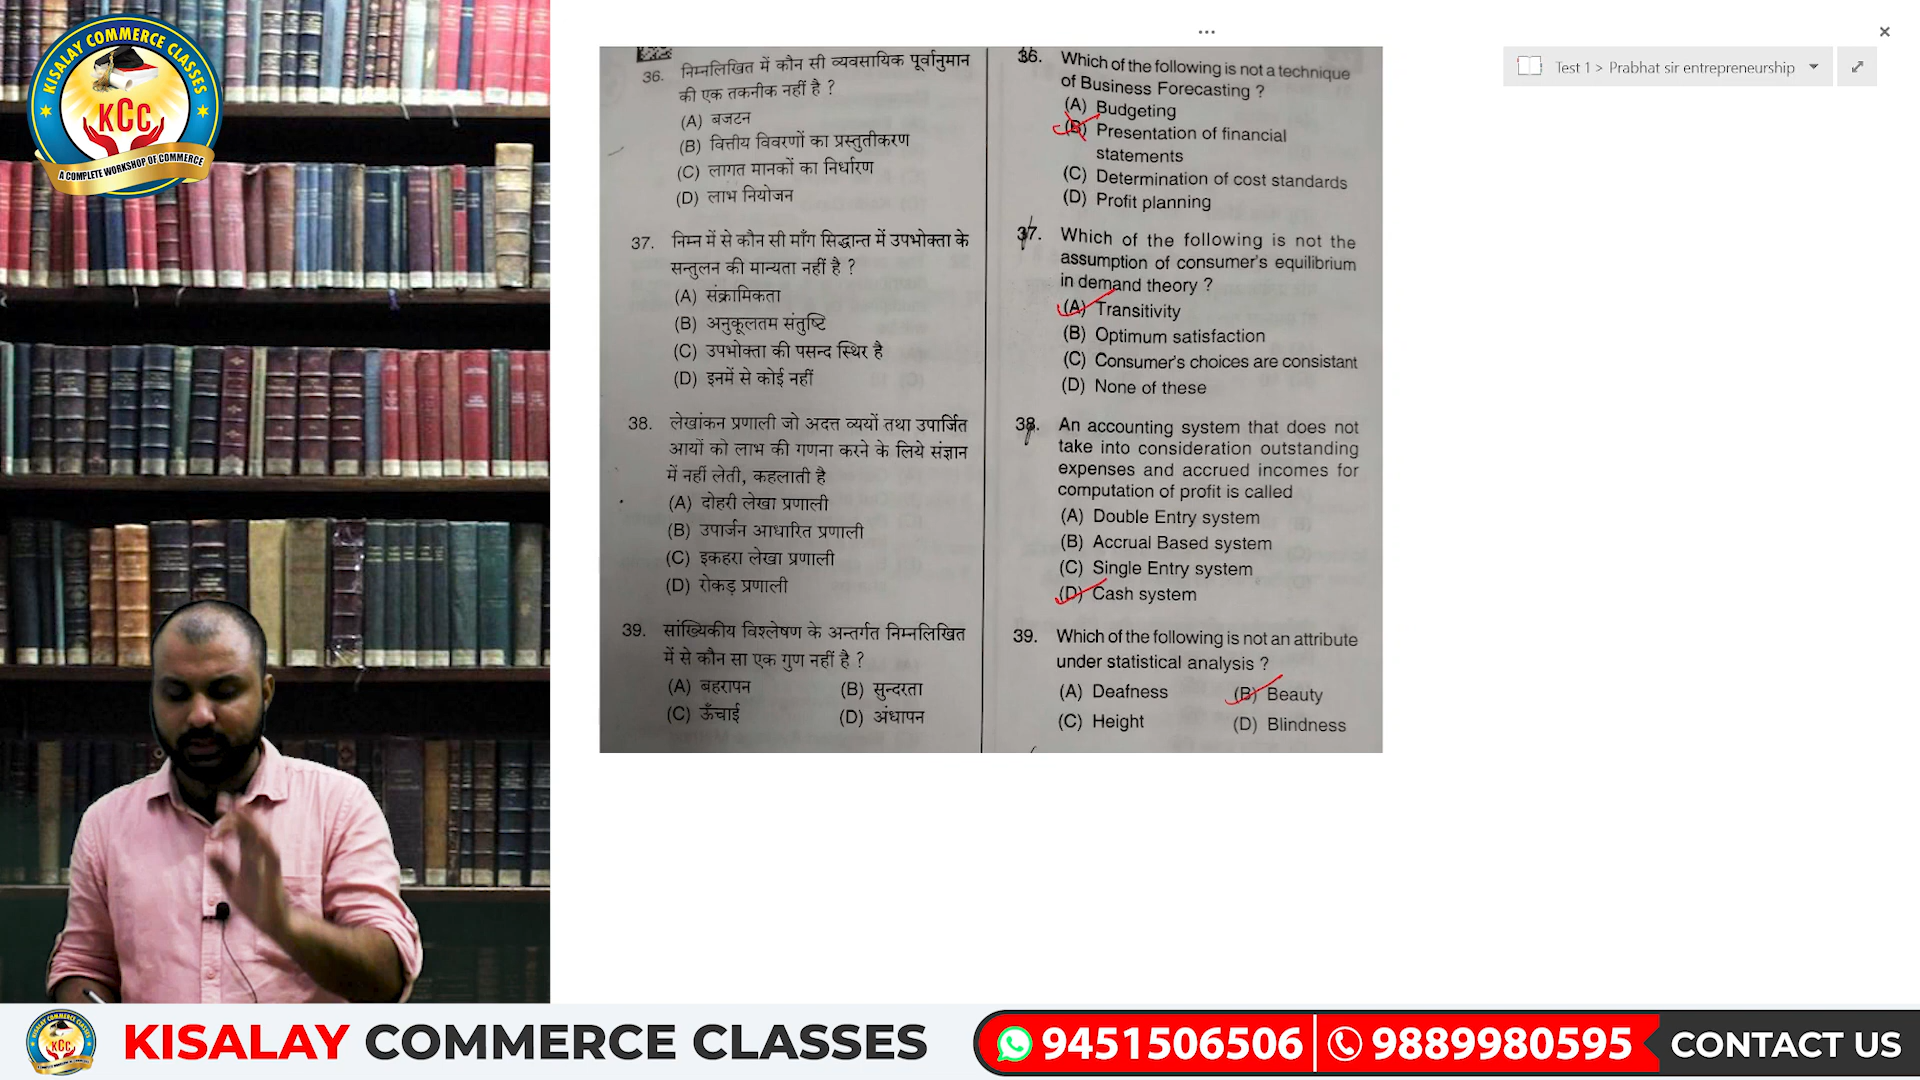 KISALAY COMMERCE CLASSES
KCC
A COMPLETE WORKSHOP OF COMMERCE
Test 1 > Prabhat sir entrepreneurship
36. निम्नलिखित में कौन सी व्यवसायिक पूर्वानुमान
की एक तकनीक नहीं है ?
(A) बजटन
(B) वित्तीय विवरणों का प्रस्तुतीकरण
(C) लागत मानकों का निर्धारण
(D) लाभ नियोजन
37. निम्न में से कौन सी माँग सिद्धान्त में उपभोक्ता के
सन्तुलन की मान्यता नहीं है ?
(A) संक्रामिकता
(B) अनुकूलतम संतुष्टि
(C) उपभोक्ता की पसन्द स्थिर है
(D) इनमें से कोई नहीं
38. लेखांकन प्रणाली जो अदत्त व्ययों तथा उपार्जित
आयों को लाभ की गणना करने के लिये संज्ञान
में नहीं लेती, कहलाती है
(A) दोहरी लेखा प्रणाली
(B) उपार्जन आधारित प्रणाली
(C) इकहरा लेखा प्रणाली
(D) रोकड़ प्रणाली
39. सांख्यिकीय विश्लेषण के अन्तर्गत निम्नलिखित
में से कौन सा एक गुण नहीं है ?
(A) बहरापन (B) सुन्दरता
(C) ऊँचाई (D) अंधापन
36. Which of the following is not a technique
of Business Forecasting ?
(A) Budgeting
(B) Presentation of financial
statements
(C) Determination of cost standards
(D) Profit planning
37. Which of the following is not the
assumption of consumer's equilibrium
in demand theory ?
(A) Transitivity
(B) Optimum satisfaction
(C) Consumer's choices are consistant
(D) None of these
38. An accounting system that does not
take into consideration outstanding
expenses and accrued incomes for
computation of profit is called
(A) Double Entry system
(B) Accrual Based system
(C) Single Entry system
(D) Cash system
39. Which of the following is not an attribute
under statistical analysis ?
(A) Deafness (B) Beauty
(C) Height (D) Blindness
KISALAY COMMERCE CLASSES
9451506506
9889980595
CONTACT US